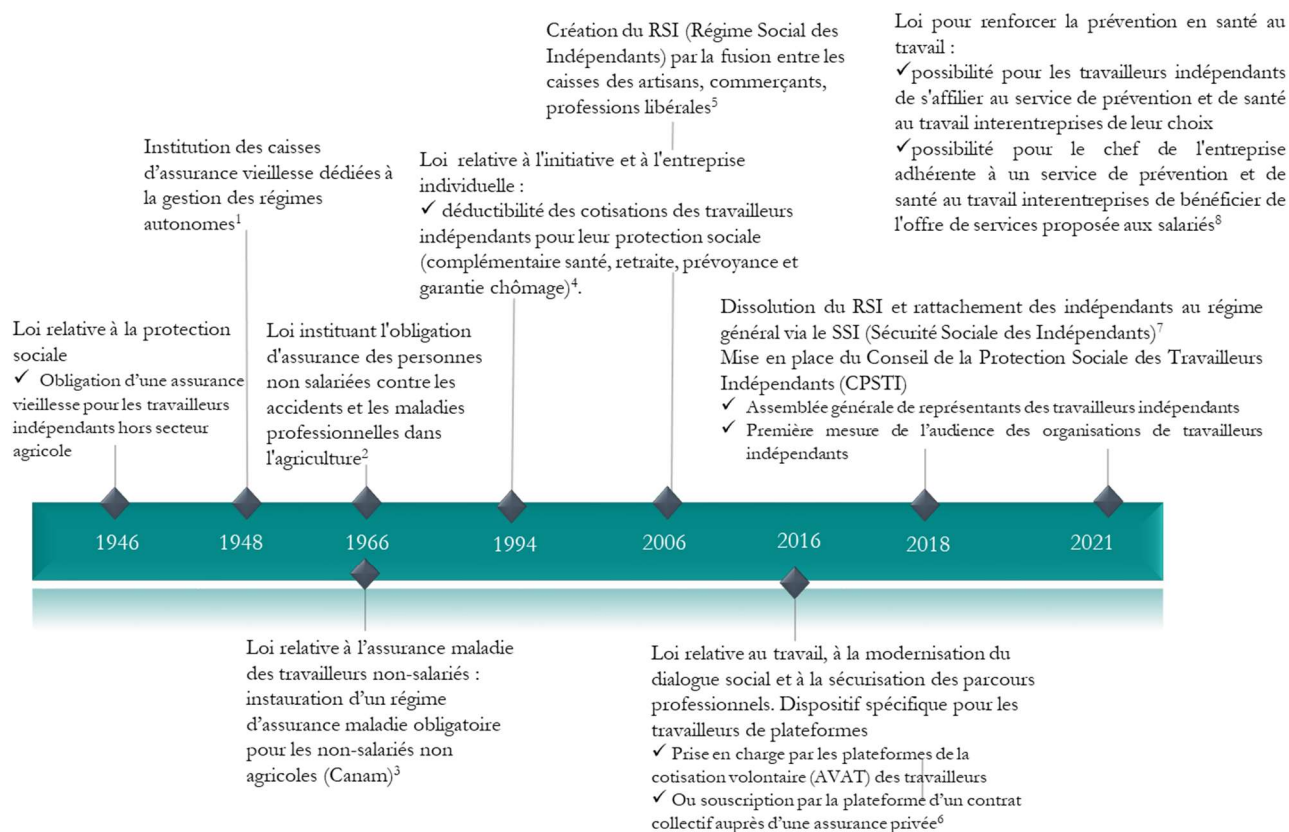 Loi relative à la protection
sociale
✓ Obligation d’une assurance
vieillesse pour les travailleurs
indépendants hors secteur
agricole
Institution des caisses
d’assurance vieillesse dédiées à
la gestion des régimes
autonomes¹
Loi instituant l'obligation
d'assurance des personnes
non salariées contre les
accidents et les maladies
professionnelles dans
l'agriculture²
Loi relative à l'initiative et à l'entreprise
individuelle :
✓ déductibilité des cotisations des travailleurs
indépendants pour leur protection sociale
(complémentaire santé, retraite, prévoyance et
garantie chômage)⁴.
Création du RSI (Régime Social des
Indépendants) par la fusion entre les
caisses des artisans, commerçants,
professions libérales⁵
Loi pour renforcer la prévention en santé au
travail :
✓possibilité pour les travailleurs indépendants
de s'affilier au service de prévention et de santé
au travail interentreprises de leur choix
✓possibilité pour le chef de l'entreprise
adhérente à un service de prévention et de
santé au travail interentreprises de bénéficier de
l'offre de services proposée aux salariés⁸
Dissolution du RSI et rattachement des indépendants au régime
général via le SSI (Sécurité Sociale des Indépendants)⁷
Mise en place du Conseil de la Protection Sociale des Travailleurs
Indépendants (CPSTI)
✓ Assemblée générale de représentants des travailleurs indépendants
✓ Première mesure de l’audience des organisations de travailleurs
indépendants
1946 1948 1966 1994 2006 2016 2018 2021
Loi relative à l’assurance maladie
des travailleurs non-salariés :
instauration d’un régime
d’assurance maladie obligatoire
pour les non-salariés non
agricoles (Canam)³
Loi relative au travail, à la modernisation du
dialogue social et à la sécurisation des parcours
professionnels. Dispositif spécifique pour les
travailleurs de plateformes
✓ Prise en charge par les plateformes de la
cotisation volontaire (AVAT) des travailleurs
✓ Ou souscription par la plateforme d’un contrat
collectif auprès d’une assurance privée⁶